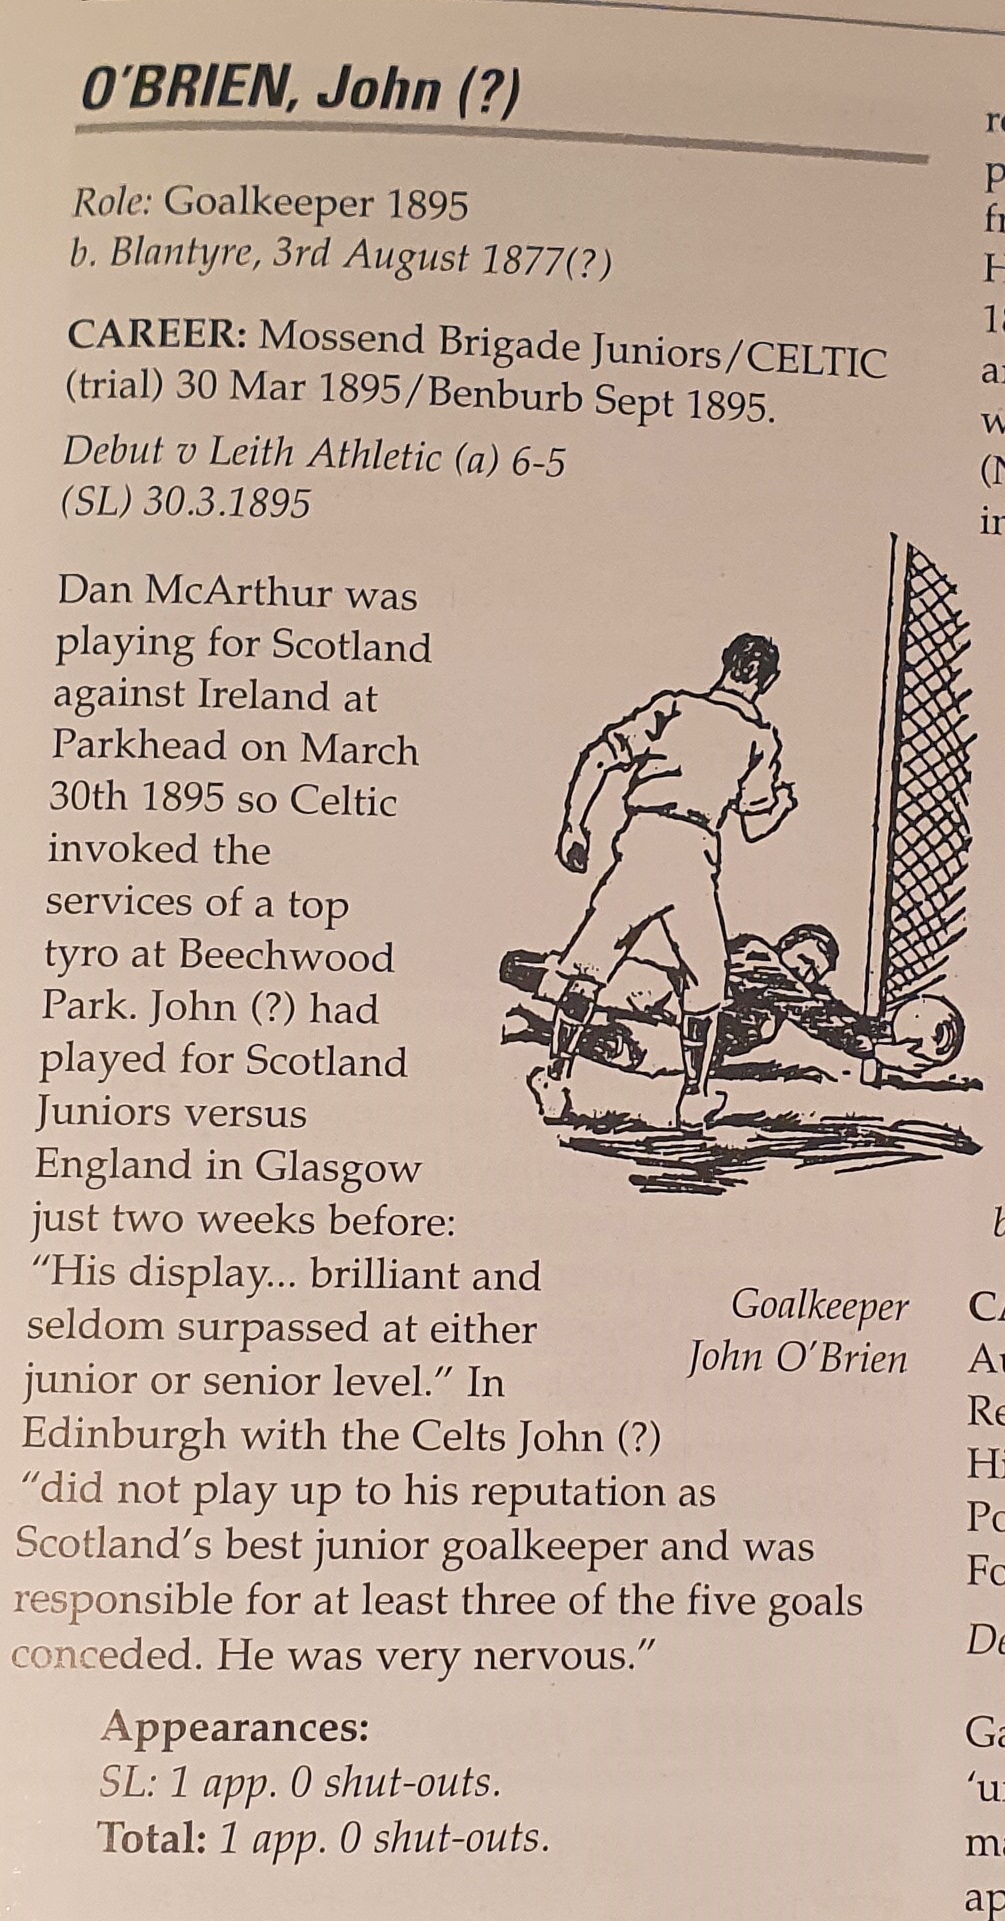 O'BRIEN, John (?)
Role: Goalkeeper 1895
b. Blantyre, 3rd August 1877(?)
CAREER: Mossend Brigade Juniors/CELTIC
(trial) 30 Mar 1895/Benburb Sept 1895.
Debut v Leith Athletic (a) 6-5
(SL) 30.3.1895
Dan McArthur was
playing for Scotland
against Ireland at
Parkhead on March
30th 1895 so Celtic
invoked the
services of a top
tyro at Beechwood
Park. John (?) had
played for Scotland
Juniors versus
England in Glasgow
just two weeks before:
"His display... brilliant and
seldom surpassed at either
junior or senior level." In
Edinburgh with the Celts John (?)
"did not play up to his reputation as
Scotland's best junior goalkeeper and was
responsible for at least three of the five goals
conceded. He was very nervous."
Goalkeeper
John O'Brien
Appearances:
SL: 1 app. 0 shut-outs.
Total: 1 app. 0 shut-outs.